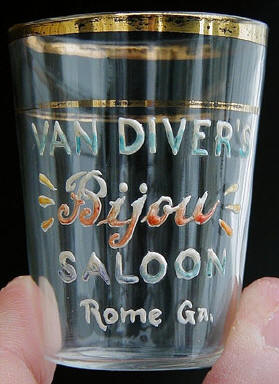 VAN DIVER'S
Bijou
SALOON
Rome Ga.